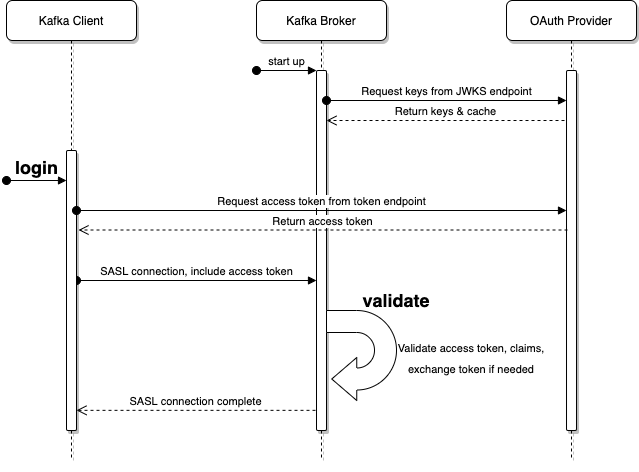 Kafka Client
Kafka Broker
OAuth Provider
start up
Request keys from JWKS endpoint
Return keys & cache
login
Request access token from token endpoint
Return access token
SASL connection, include access token
validate
Validate access token, claims,
exchange token if needed
SASL connection complete